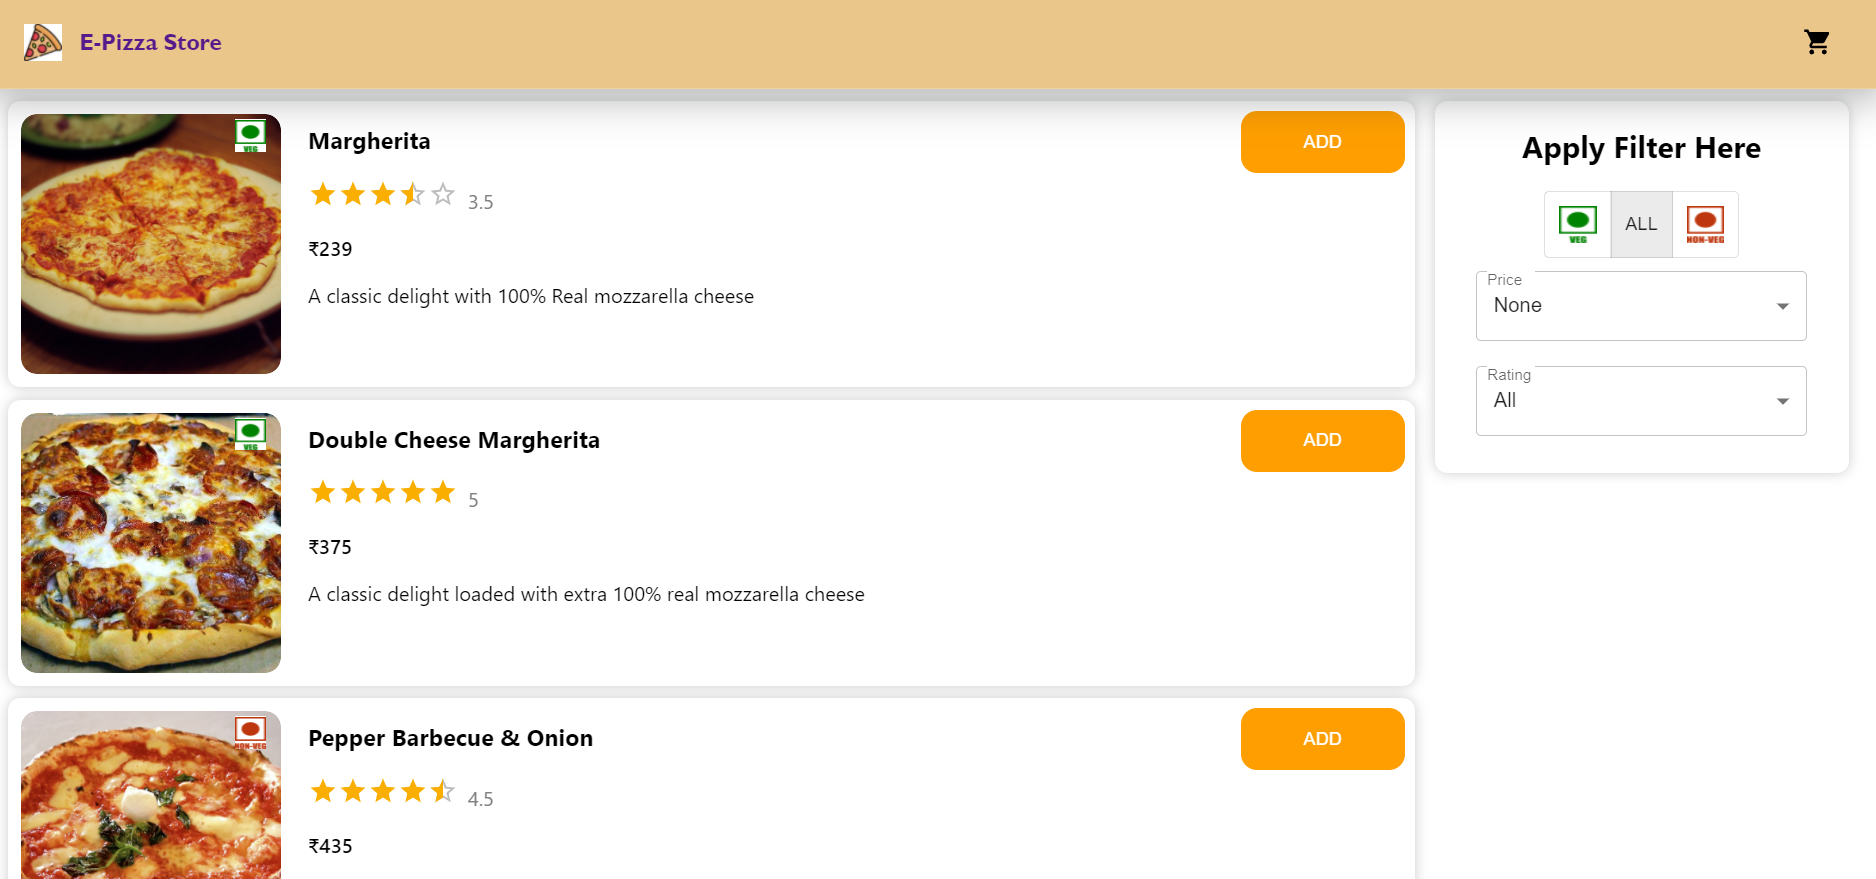 E-Pizza Store
VEG
Margherita
ADD
3.5
₹239
A classic delight with 100% Real mozzarella cheese
VEG
Double Cheese Margherita
ADD
5
₹375
A classic delight loaded with extra 100% real mozzarella cheese
NON-VEG
Pepper Barbecue & Onion
ADD
4.5
₹435
Apply Filter Here
VEG ALL NON-VEG
Price
None
Rating
All